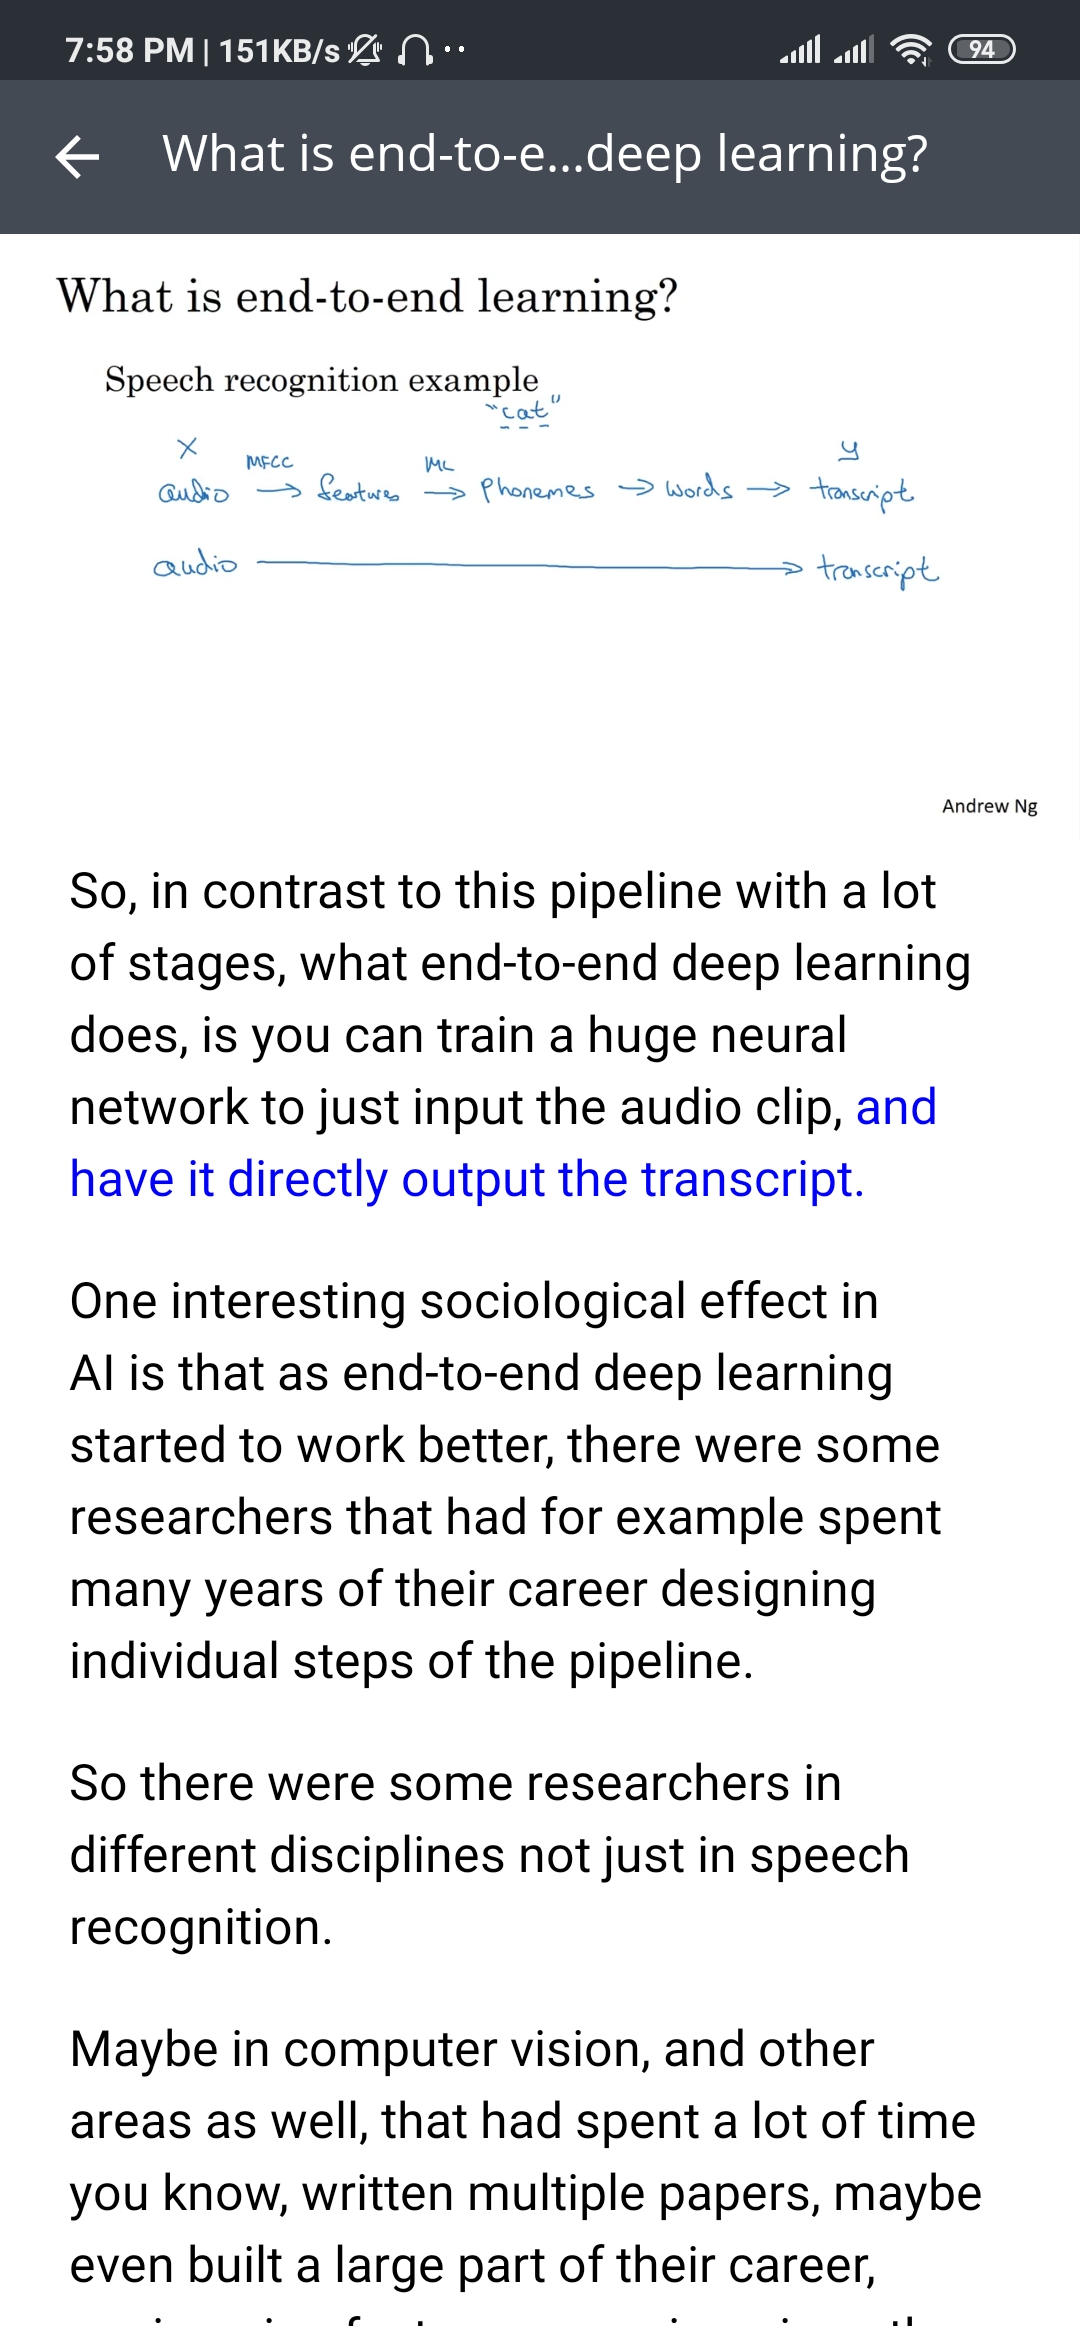 7:58 PM | 151KB/s
94
What is end-to-e...deep learning?
What is end-to-end learning?
Speech recognition example
"cat"
x
y
MFCC
ML
audio → features → phonemes → words → transcript
audio → transcript
Andrew Ng
So, in contrast to this pipeline with a lot
of stages, what end-to-end deep learning
does, is you can train a huge neural
network to just input the audio clip, and
have it directly output the transcript.
One interesting sociological effect in
AI is that as end-to-end deep learning
started to work better, there were some
researchers that had for example spent
many years of their career designing
individual steps of the pipeline.
So there were some researchers in
different disciplines not just in speech
recognition.
Maybe in computer vision, and other
areas as well, that had spent a lot of time
you know, written multiple papers, maybe
even built a large part of their career,